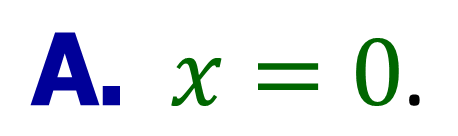 A. x = 0.